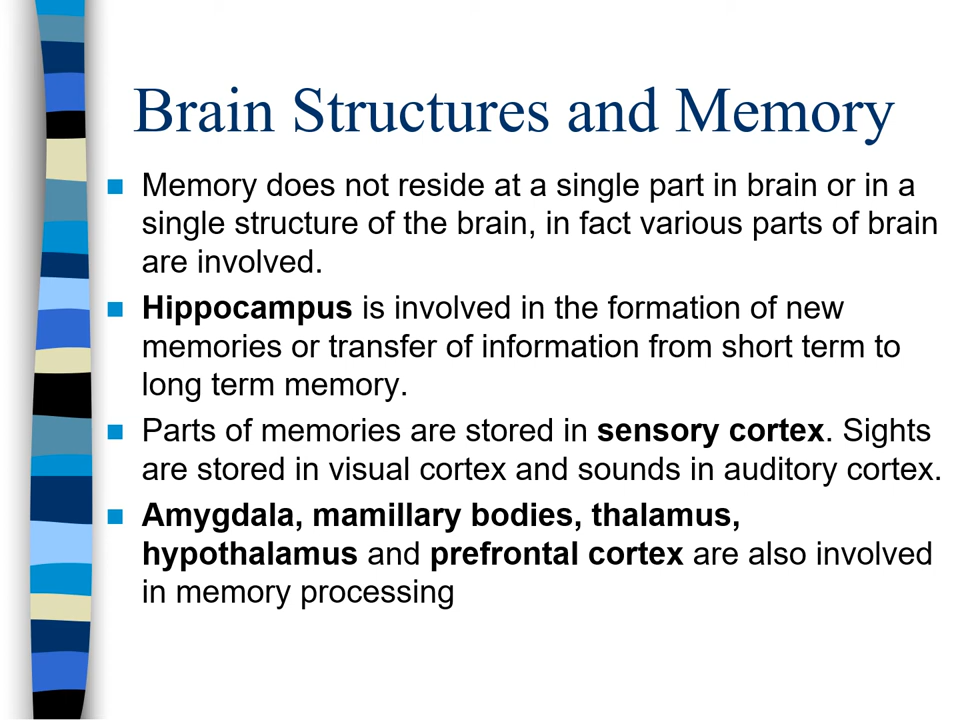 Brain Structures and Memory
Memory does not reside at a single part in brain or in a
single structure of the brain, in fact various parts of brain
are involved.
Hippocampus is involved in the formation of new
memories or transfer of information from short term to
long term memory.
Parts of memories are stored in sensory cortex. Sights
are stored in visual cortex and sounds in auditory cortex.
Amygdala, mamillary bodies, thalamus,
hypothalamus and prefrontal cortex are also involved
in memory processing